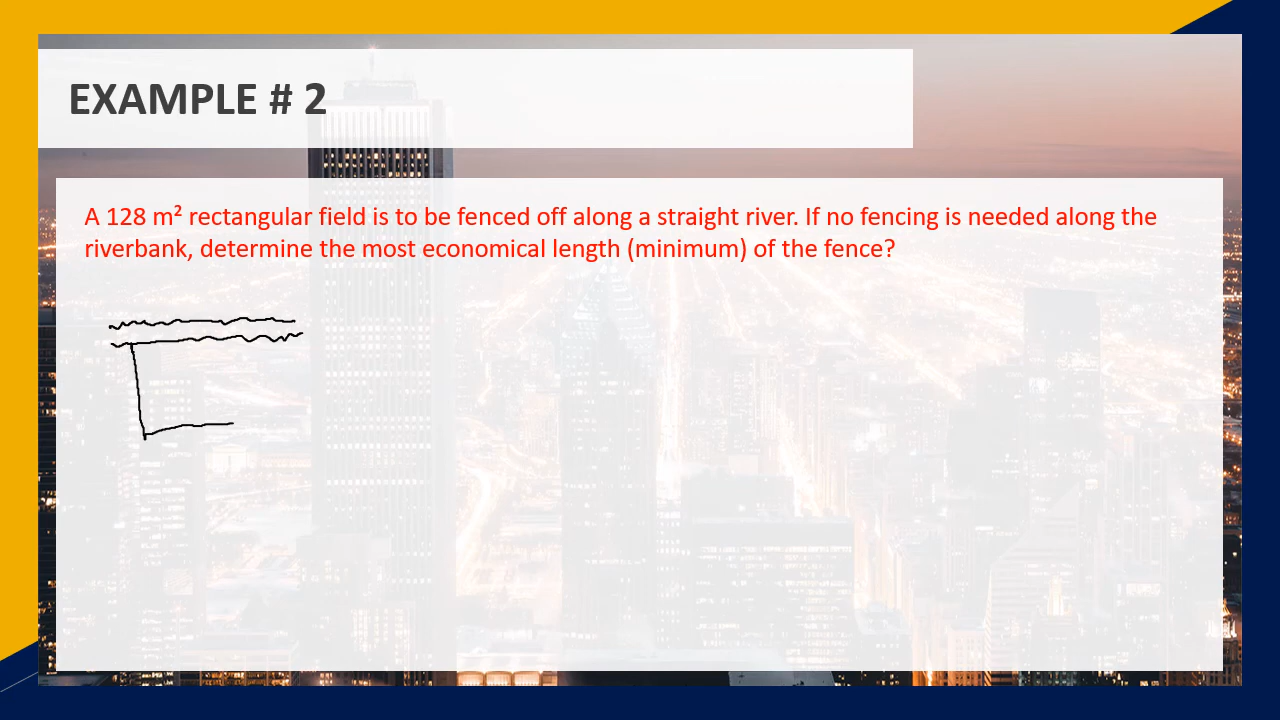 EXAMPLE # 2
A 128 m² rectangular field is to be fenced off along a straight river. If no fencing is needed along the
riverbank, determine the most economical length (minimum) of the fence?